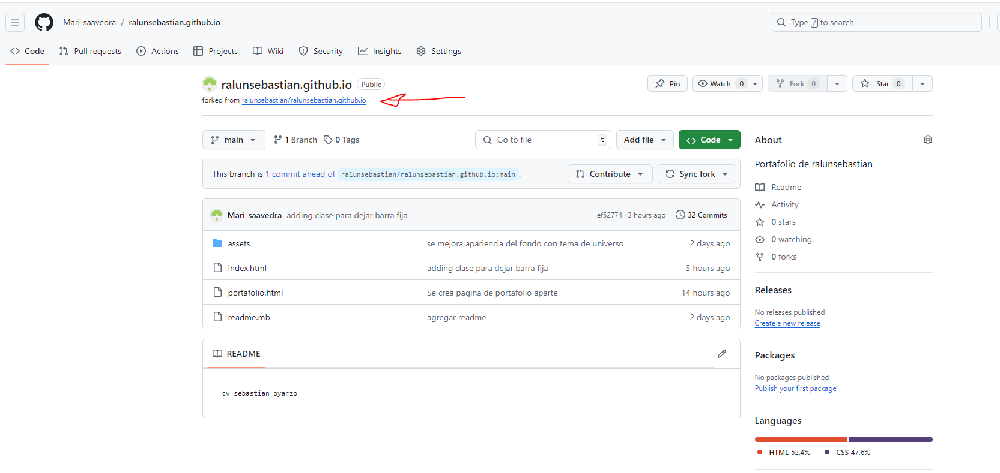 Mari-saavedra / ralunsebastian.github.io
Type / to search
Code Pull requests Actions Projects Wiki Security Insights Settings
ralunsebastian.github.io Public
Pin Watch 0 Fork 0 Star 0
forked from ralunsebastian/ralunsebastian.github.io
main 1 Branch 0 Tags
Go to file t
Add file
Code
This branch is 1 commit ahead of ralunsebastian/ralunsebastian.github.io:main .
Contribute Sync fork
Mari-saavedra adding clase para dejar barra fija ef52774 · 3 hours ago 32 Commits
assets se mejora apariencia del fondo con tema de universo 2 days ago
index.html adding clase para dejar barra fija 3 hours ago
portafolio.html Se crea pagina de portafolio aparte 14 hours ago
readme.mb agregar readme 2 days ago
README
cv sebastian oyarzo
About
Portafolio de ralunsebastian
Readme
Activity
0 stars
0 watching
0 forks
Releases
No releases published
Create a new release
Packages
No packages published
Publish your first package
Languages
HTML 52.4% CSS 47.6%